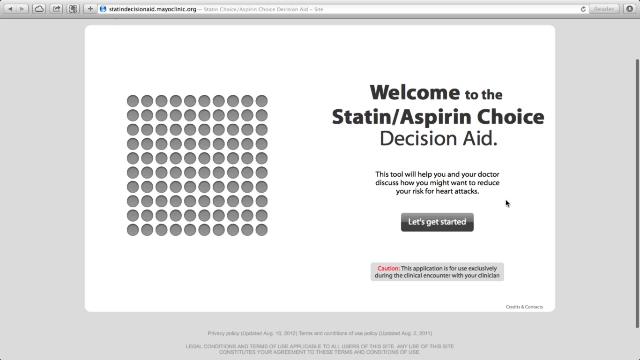 statindecisionaid.mayoclinic.org — Statin Choice/Aspirin Choice Decision Aid – Site
Reader
Welcome to the
Statin/Aspirin Choice
Decision Aid.
This tool will help you and your doctor
discuss how you might want to reduce
your risk for heart attacks.
Let's get started
Caution: This application is for use exclusively
during the clinical encounter with your clinician
Credits & Contacts
Privacy policy (Updated Aug. 10, 2012) Terms and conditions of use policy (Updated Aug. 2, 2011)
LEGAL CONDITIONS AND TERMS OF USE APPLICABLE TO ALL USERS OF THIS SITE. ANY USE OF THIS SITE
CONSTITUTES YOUR AGREEMENT TO THESE TERMS AND CONDITIONS OF USE.